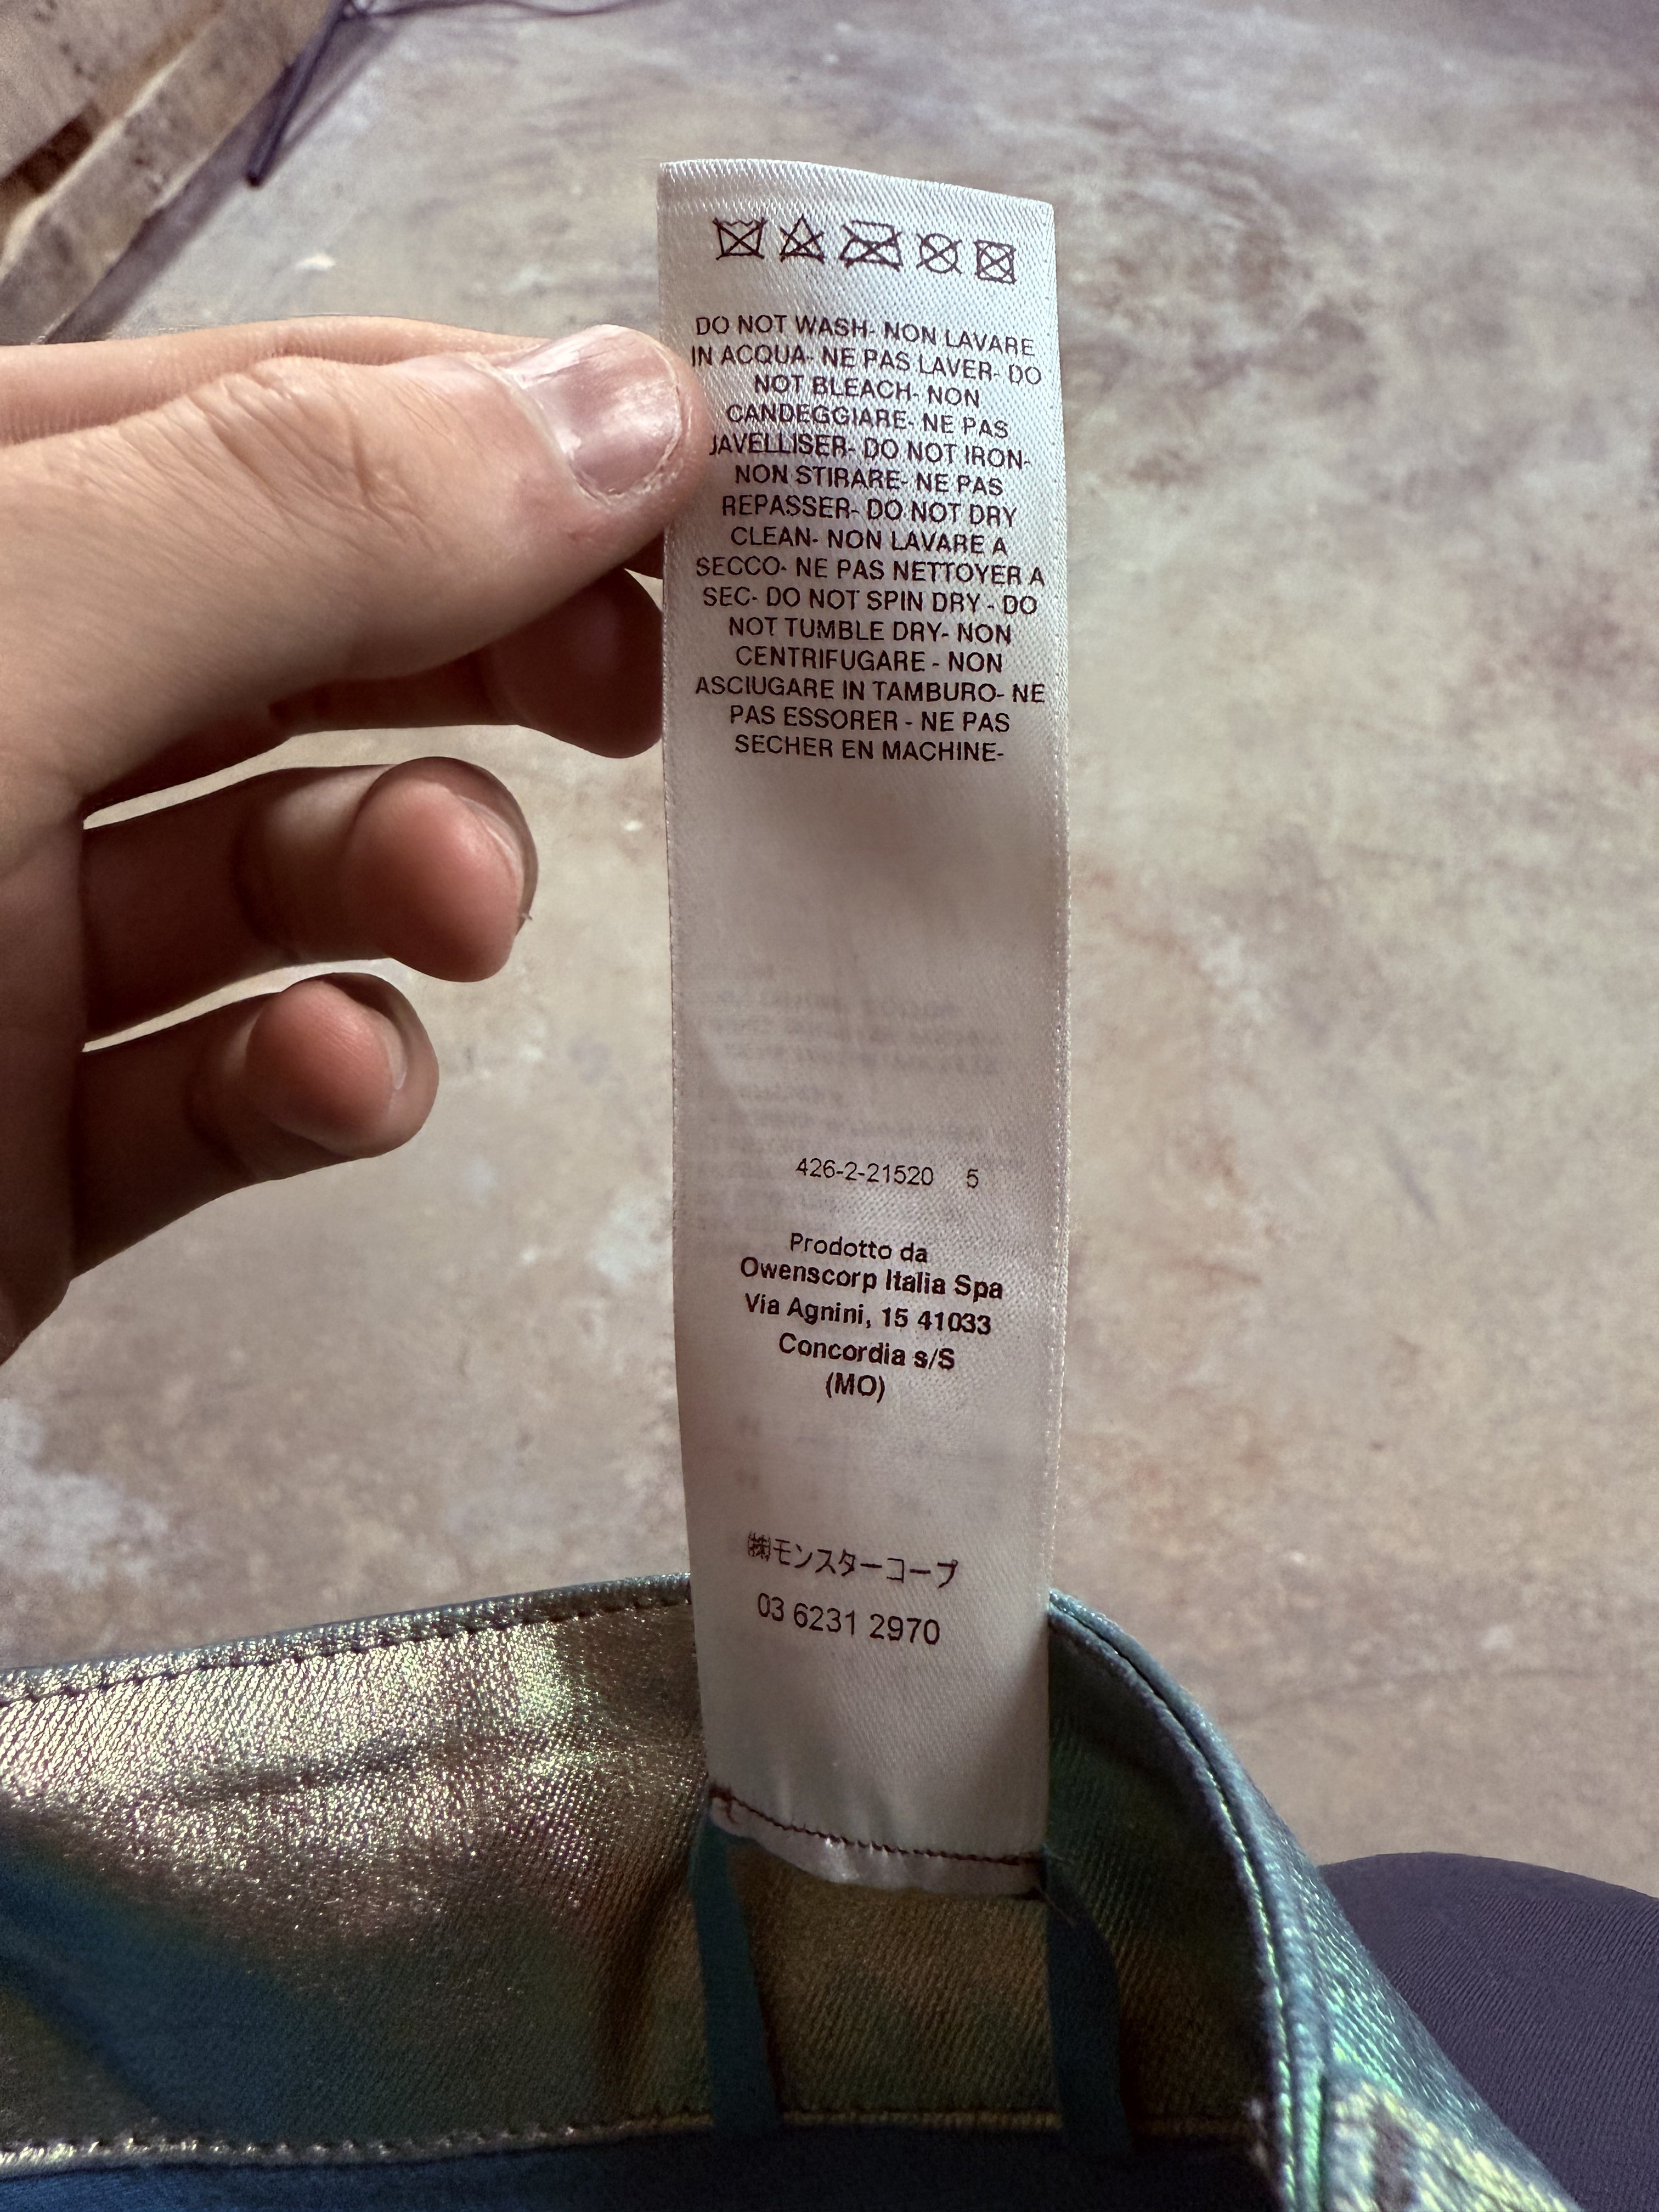 DO NOT WASH- NON LAVARE
IN ACQUA- NE PAS LAVER- DO
NOT BLEACH- NON
CANDEGGIARE- NE PAS
JAVELLISER- DO NOT IRON-
NON STIRARE- NE PAS
REPASSER- DO NOT DRY
CLEAN- NON LAVARE A
SECCO- NE PAS NETTOYER A
SEC- DO NOT SPIN DRY - DO
NOT TUMBLE DRY- NON
CENTRIFUGARE - NON
ASCIUGARE IN TAMBURO- NE
PAS ESSORER - NE PAS
SECHER EN MACHINE-
426-2-21520 5
Prodotto da
Owenscorp Italia Spa
Via Agnini, 15 41033
Concordia s/S
(MO)
㈱モンスターコープ
03 6231 2970